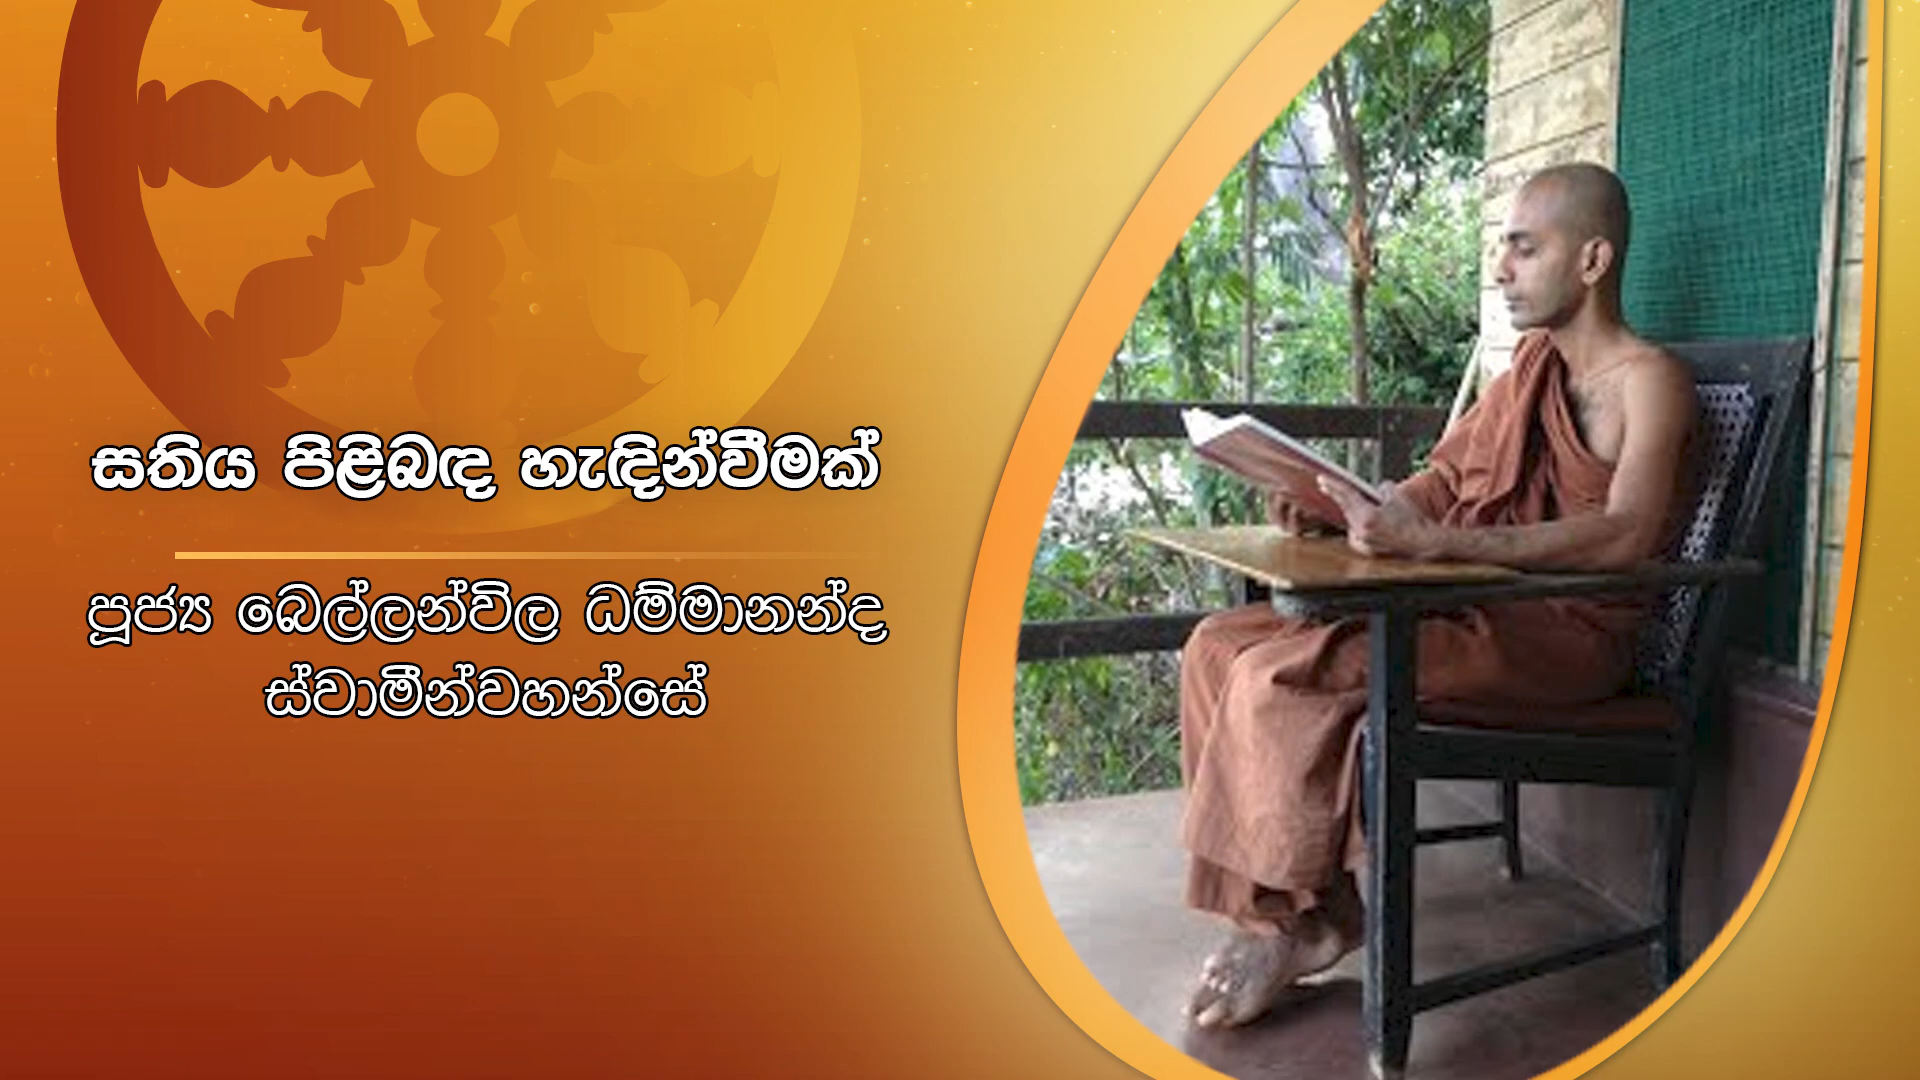 සතිය පිළිබඳ හැඳින්වීමක්
පූජ්‍ය බෙල්ලන්විල ධම්මානන්ද
ස්වාමීන්වහන්සේ